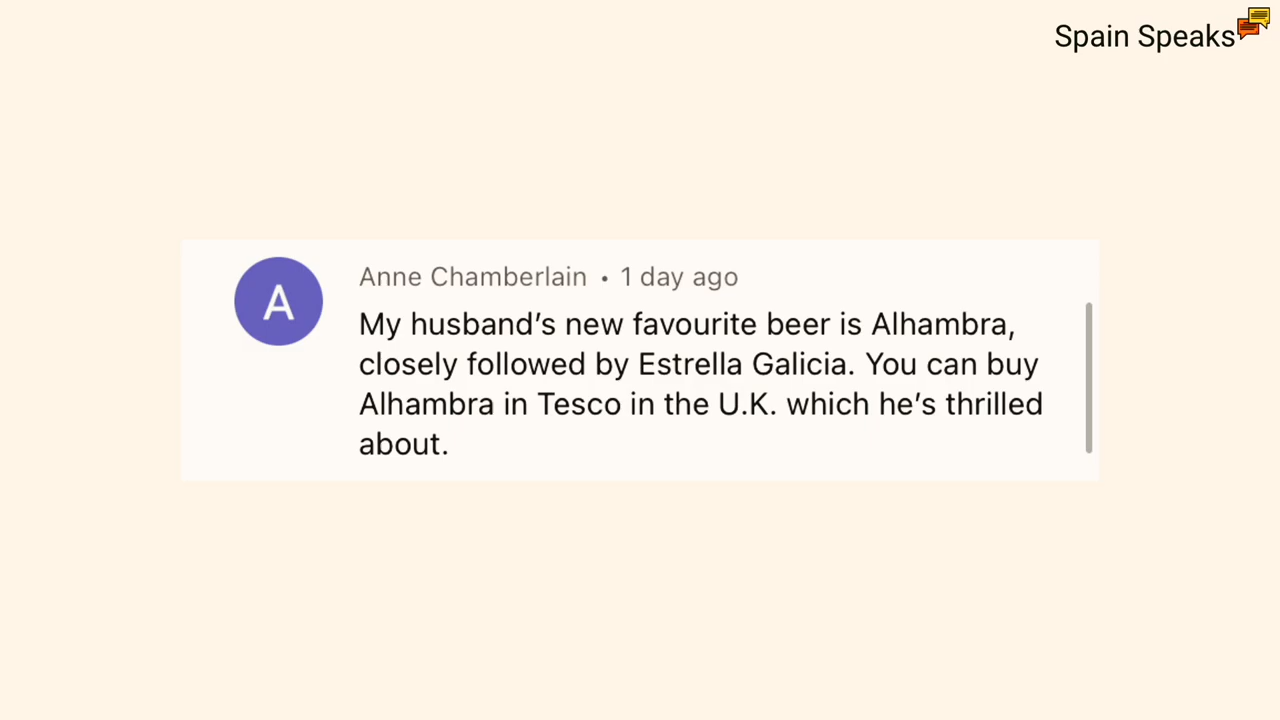 Spain Speaks
A
Anne Chamberlain • 1 day ago
My husband’s new favourite beer is Alhambra,
closely followed by Estrella Galicia. You can buy
Alhambra in Tesco in the U.K. which he’s thrilled
about.